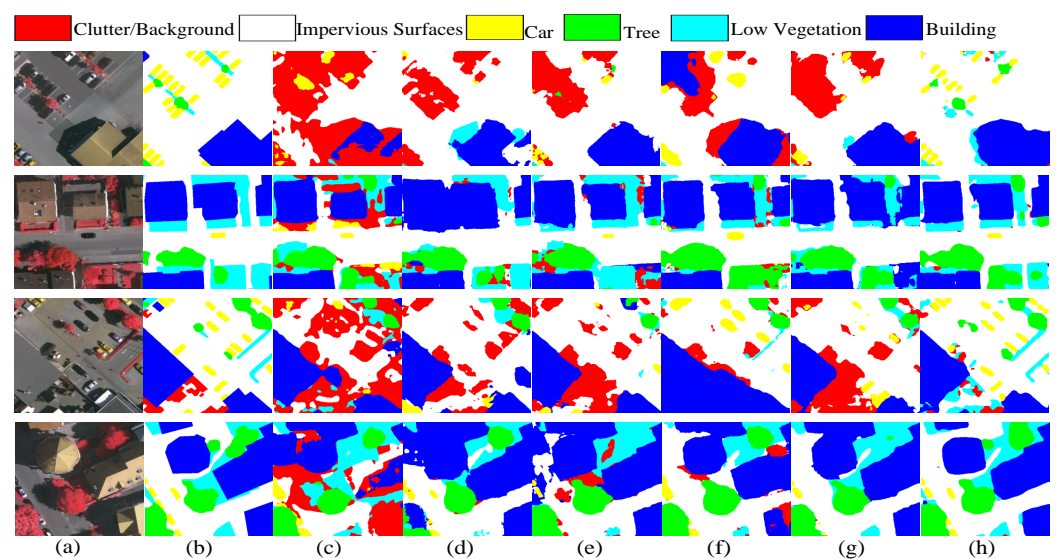 Clutter/Background Impervious Surfaces Car Tree Low Vegetation Building
(a) (b) (c) (d) (e) (f) (g) (h)